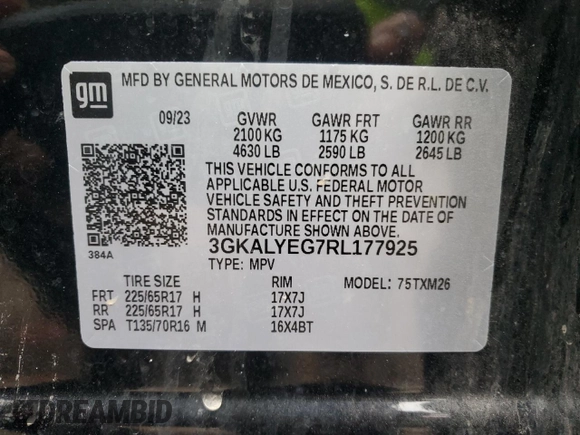 gm
MFD BY GENERAL MOTORS DE MEXICO, S. DE R.L. DE C.V.
09/23 GVWR GAWR FRT GAWR RR
2100 KG 1175 KG 1200 KG
4630 LB 2590 LB 2645 LB
THIS VEHICLE CONFORMS TO ALL
APPLICABLE U.S. FEDERAL MOTOR
VEHICLE SAFETY AND THEFT PREVENTION
STANDARDS IN EFFECT ON THE DATE
OF MANUFACTURE SHOWN ABOVE.
384A
3GKALYEG7RL177925
TYPE: MPV MODEL: 75TXM26
TIRE SIZE RIM
FRT 225/65R17 H 17X7J
RR 225/65R17 H 17X7J
SPA T135/70R16 M 16X4BT
DREAMBID